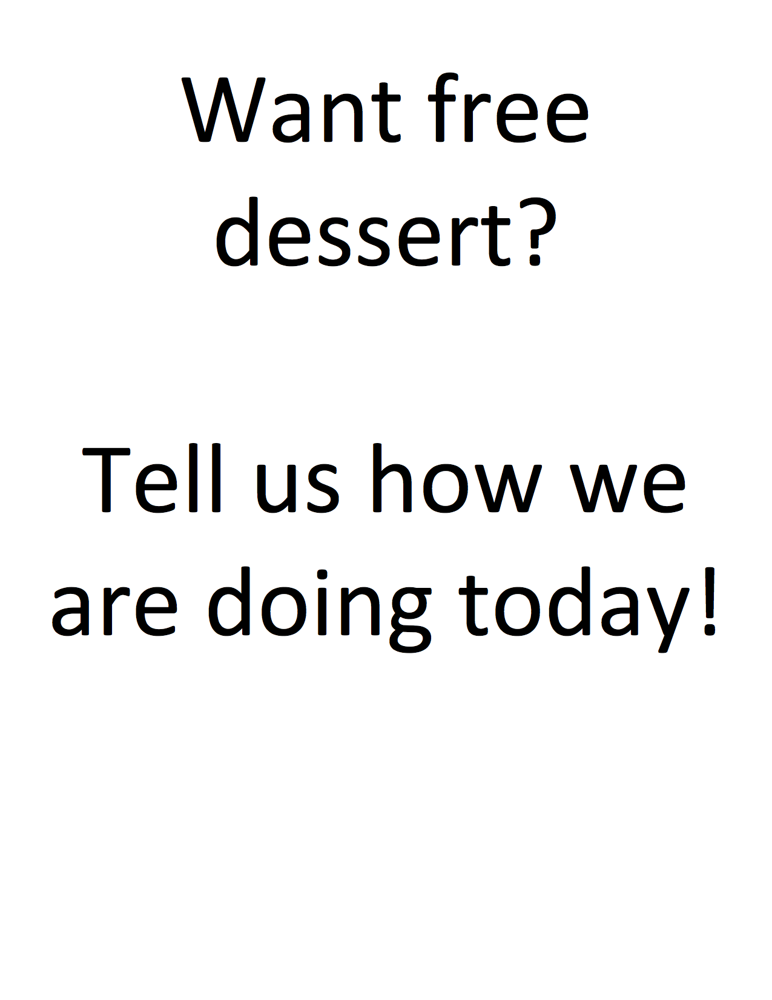 Want free
dessert?
Tell us how we
are doing today!